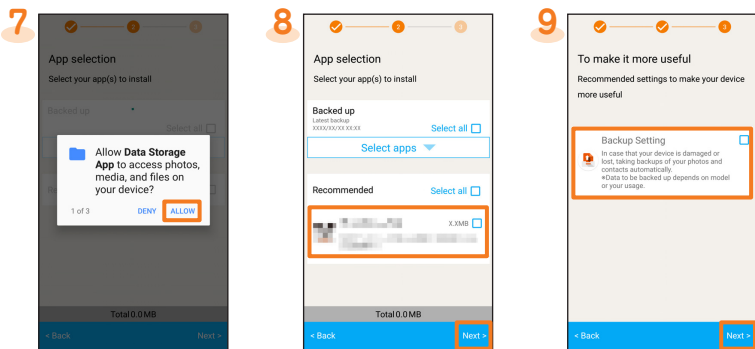 7
2
3
App selection
Select your app(s) to install
Backed up
Select all
Allow Data Storage
App to access photos,
media, and files on
your device?
1 of 3
DENY
ALLOW
Total 0.0 MB
< Back
Next >
8
2
3
App selection
Select your app(s) to install
Backed up
Latest backup
XXXX/XX/XX XX:XX
Select all
Select apps
Recommended
Select all
X.XMB
Total 0.0 MB
< Back
Next >
9
3
To make it more useful
Recommended settings to make your device
more useful
Backup Setting
In case that your device is damaged or
lost, taking backups of your photos and
contacts automatically.
※Data to be backed up depends on model
or your usage.
< Back
Next >